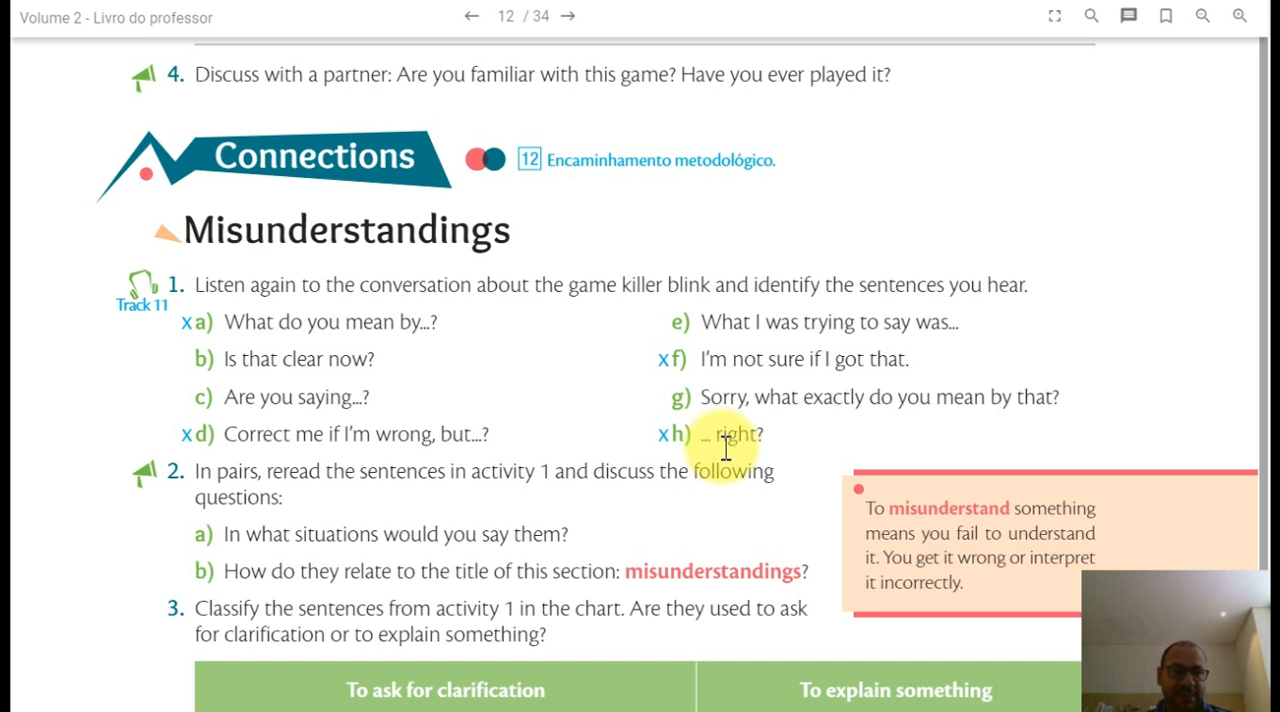 Volume 2 - Livro do professor
← 12 / 34 →
4. Discuss with a partner: Are you familiar with this game? Have you ever played it?
Connections
12 Encaminhamento metodológico.
Misunderstandings
1. Listen again to the conversation about the game killer blink and identify the sentences you hear.
Track 11
x a) What do you mean by...?
b) Is that clear now?
c) Are you saying...?
x d) Correct me if I'm wrong, but...?
e) What I was trying to say was...
x f) I'm not sure if I got that.
g) Sorry, what exactly do you mean by that?
x h) ... right?
2. In pairs, reread the sentences in activity 1 and discuss the following
questions:
a) In what situations would you say them?
b) How do they relate to the title of this section: misunderstandings?
To misunderstand something
means you fail to understand
it. You get it wrong or interpret
it incorrectly.
3. Classify the sentences from activity 1 in the chart. Are they used to ask
for clarification or to explain something?
To ask for clarification
To explain something